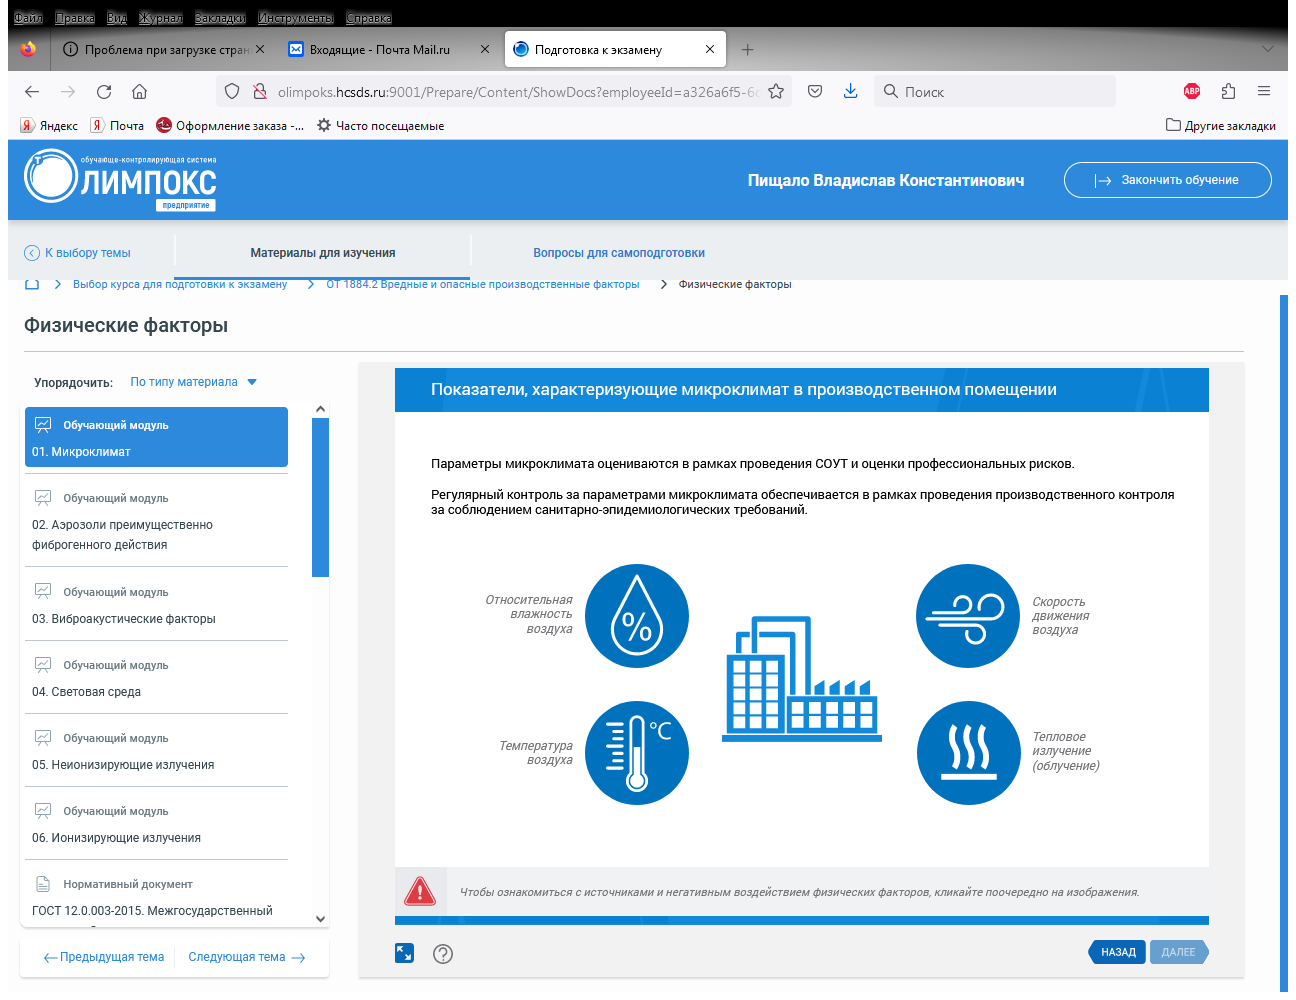 Файл Правка Вид Журнал Закладки Инструменты Справка
Проблема при загрузке стран
Входящие - Почта Mail.ru
Подготовка к экзамену
olimpoks.hcsds.ru:9001/Prepare/Content/ShowDocs?employeeId=a326a6f5-6
Поиск
ABP
Яндекс
Почта
Оформление заказа -...
Часто посещаемые
Другие закладки
обучающе-контролирующая система
ОЛИМПОКС
предприятие
Пищало Владислав Константинович
Закончить обучение
К выбору темы
Материалы для изучения
Вопросы для самоподготовки
Выбор курса для подготовки к экзамену > ОТ 1884.2 Вредные и опасные производственные факторы > Физические факторы
Физические факторы
Упорядочить: По типу материала
Обучающий модуль
01. Микроклимат
Обучающий модуль
02. Аэрозоли преимущественно
фиброгенного действия
Обучающий модуль
03. Виброакустические факторы
Обучающий модуль
04. Световая среда
Обучающий модуль
05. Неионизирующие излучения
Обучающий модуль
06. Ионизирующие излучения
Нормативный документ
ГОСТ 12.0.003-2015. Межгосударственный
Предыдущая тема
Следующая тема
Показатели, характеризующие микроклимат в производственном помещении
Параметры микроклимата оцениваются в рамках проведения СОУТ и оценки профессиональных рисков.
Регулярный контроль за параметрами микроклимата обеспечивается в рамках проведения производственного контроля
за соблюдением санитарно-эпидемиологических требований.
Относительная
влажность
воздуха
%
Скорость
движения
воздуха
Температура
воздуха
°C
Тепловое
излучение
(облучение)
Чтобы ознакомиться с источниками и негативным воздействием физических факторов, кликайте поочередно на изображения.
НАЗАД
ДАЛЕЕ